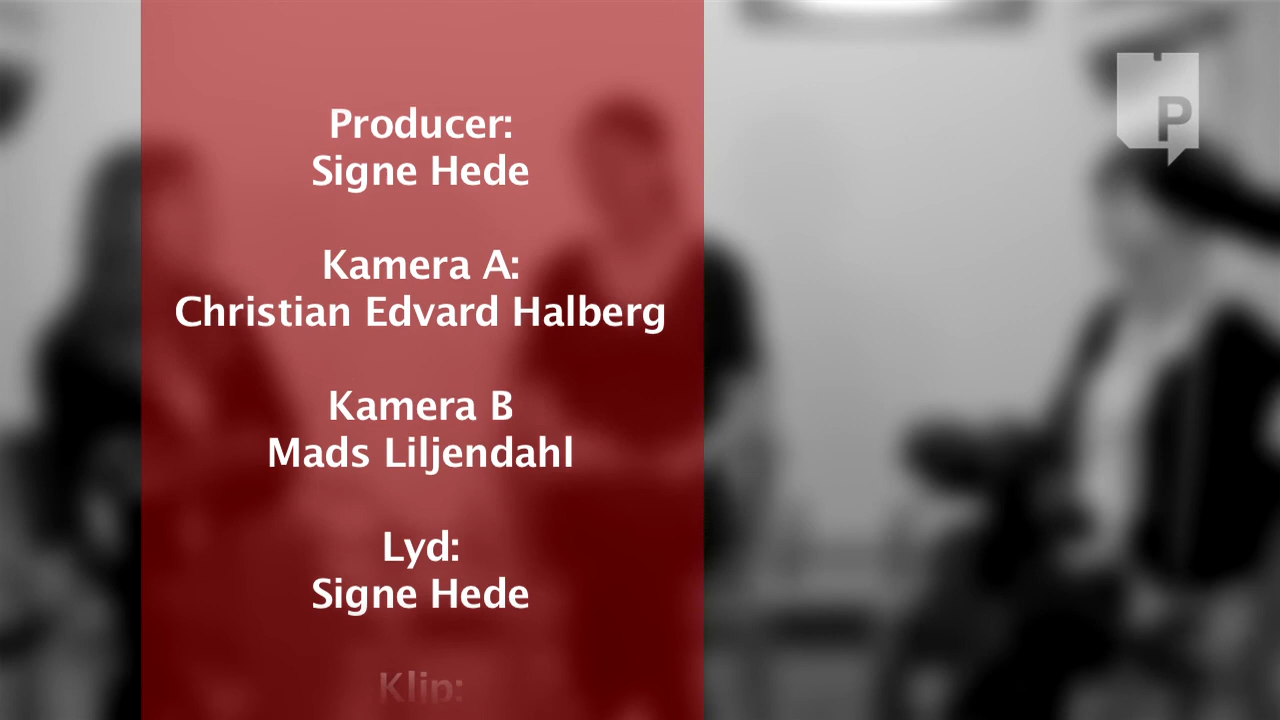 Producer:
Signe Hede
Kamera A:
Christian Edvard Halberg
Kamera B
Mads Liljendahl
Lyd:
Signe Hede
Klip:
P